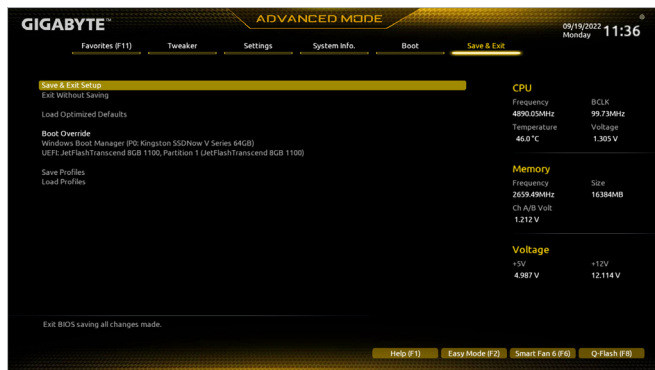 GIGABYTE™
ADVANCED MODE
09/19/2022
Monday
11:36
Favorites (F11) Tweaker Settings System Info. Boot Save & Exit
Save & Exit Setup
Exit Without Saving
Load Optimized Defaults
Boot Override
Windows Boot Manager (P0: Kingston SSDNow V Series 64GB)
UEFI: JetFlashTranscend 8GB 1100, Partition 1 (JetFlashTranscend 8GB 1100)
Save Profiles
Load Profiles
CPU
Frequency BCLK
4890.05MHz 99.73MHz
Temperature Voltage
46.0 °C 1.305 V
Memory
Frequency Size
2659.49MHz 16384MB
Ch A/B Volt
1.212 V
Voltage
+5V +12V
4.987 V 12.114 V
Exit BIOS saving all changes made.
Help (F1) Easy Mode (F2) Smart Fan 6 (F6) Q-Flash (F8)